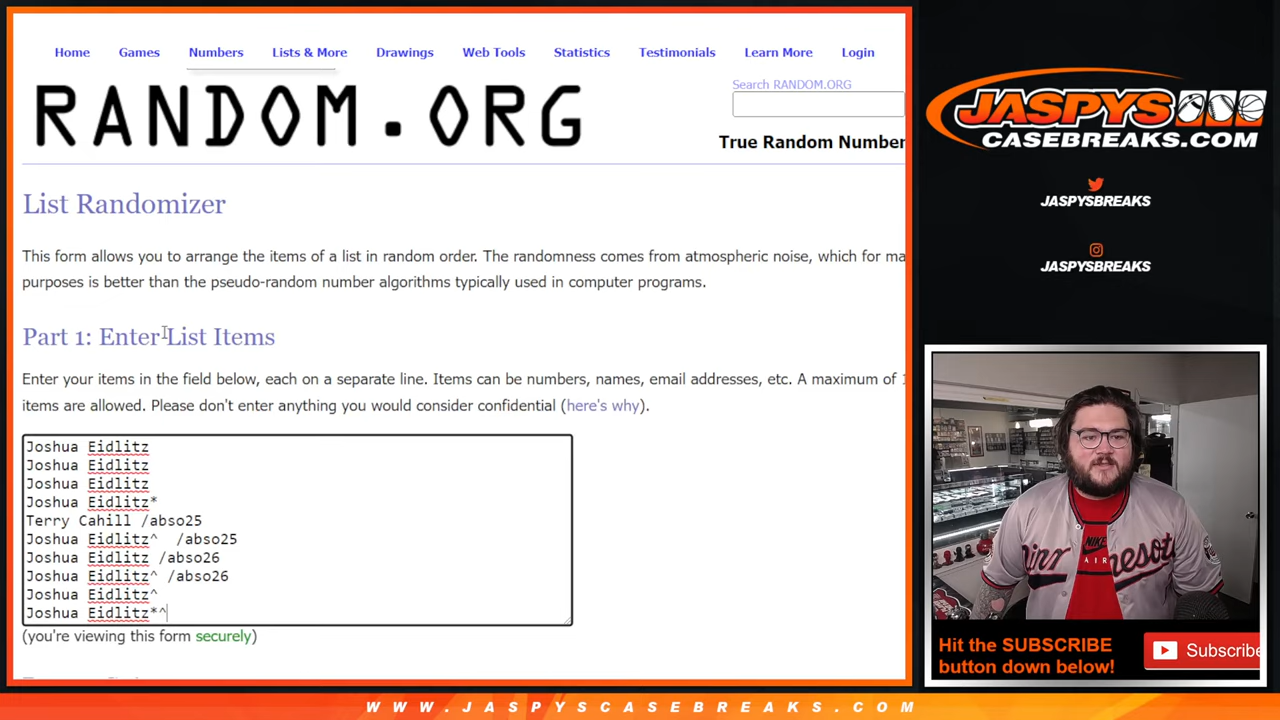 Home Games Numbers Lists & More Drawings Web Tools Statistics Testimonials Learn More Login
RANDOM.ORG
Search RANDOM.ORG
True Random Number
List Randomizer
This form allows you to arrange the items of a list in random order. The randomness comes from atmospheric noise, which for ma
purposes is better than the pseudo-random number algorithms typically used in computer programs.
Part 1: Enter List Items
Enter your items in the field below, each on a separate line. Items can be numbers, names, email addresses, etc. A maximum of 1
items are allowed. Please don't enter anything you would consider confidential (here's why).
Joshua Eidlitz
Joshua Eidlitz
Joshua Eidlitz
Joshua Eidlitz*
Terry Cahill /abso25
Joshua Eidlitz^  /abso25
Joshua Eidlitz /abso26
Joshua Eidlitz^ /abso26
Joshua Eidlitz^
Joshua Eidlitz*^
(you're viewing this form securely)
JASPYS
CASEBREAKS.COM
JASPYSBREAKS
JASPYSBREAKS
NIKE
AIR
Hit the SUBSCRIBE
button down below!
Subscribe
WWW.JASPYSCASEBREAKS.COM